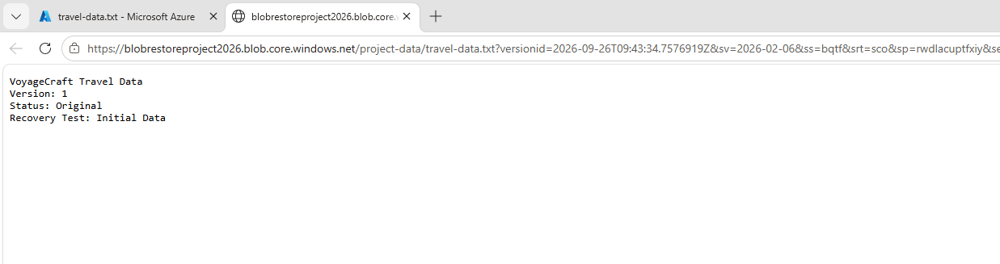 travel-data.txt - Microsoft Azure
blobrestoreproject2026.blob.core.
https://blobrestoreproject2026.blob.core.windows.net/project-data/travel-data.txt?versionid=2026-09-26T09:43:34.7576919Z&sv=2026-02-06&ss=bqtf&srt=sco&sp=rwdlacuptfxiy&se
VoyageCraft Travel Data
Version: 1
Status: Original
Recovery Test: Initial Data